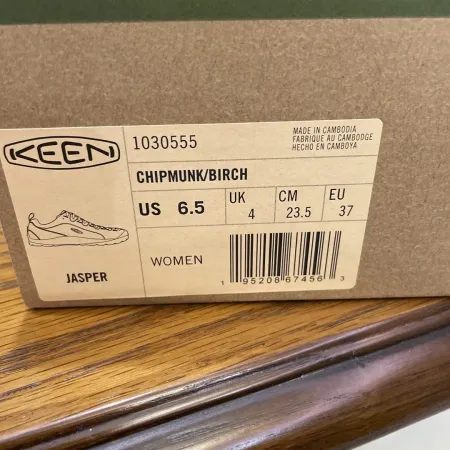 KEEN
1030555
MADE IN CAMBODIA
FABRIQUÉ AU CAMBODGE
HECHO EN CAMBOYA
CHIPMUNK/BIRCH
US 6.5
UK 4
CM 23.5
EU 37
JASPER
WOMEN
1 95208 67456 3